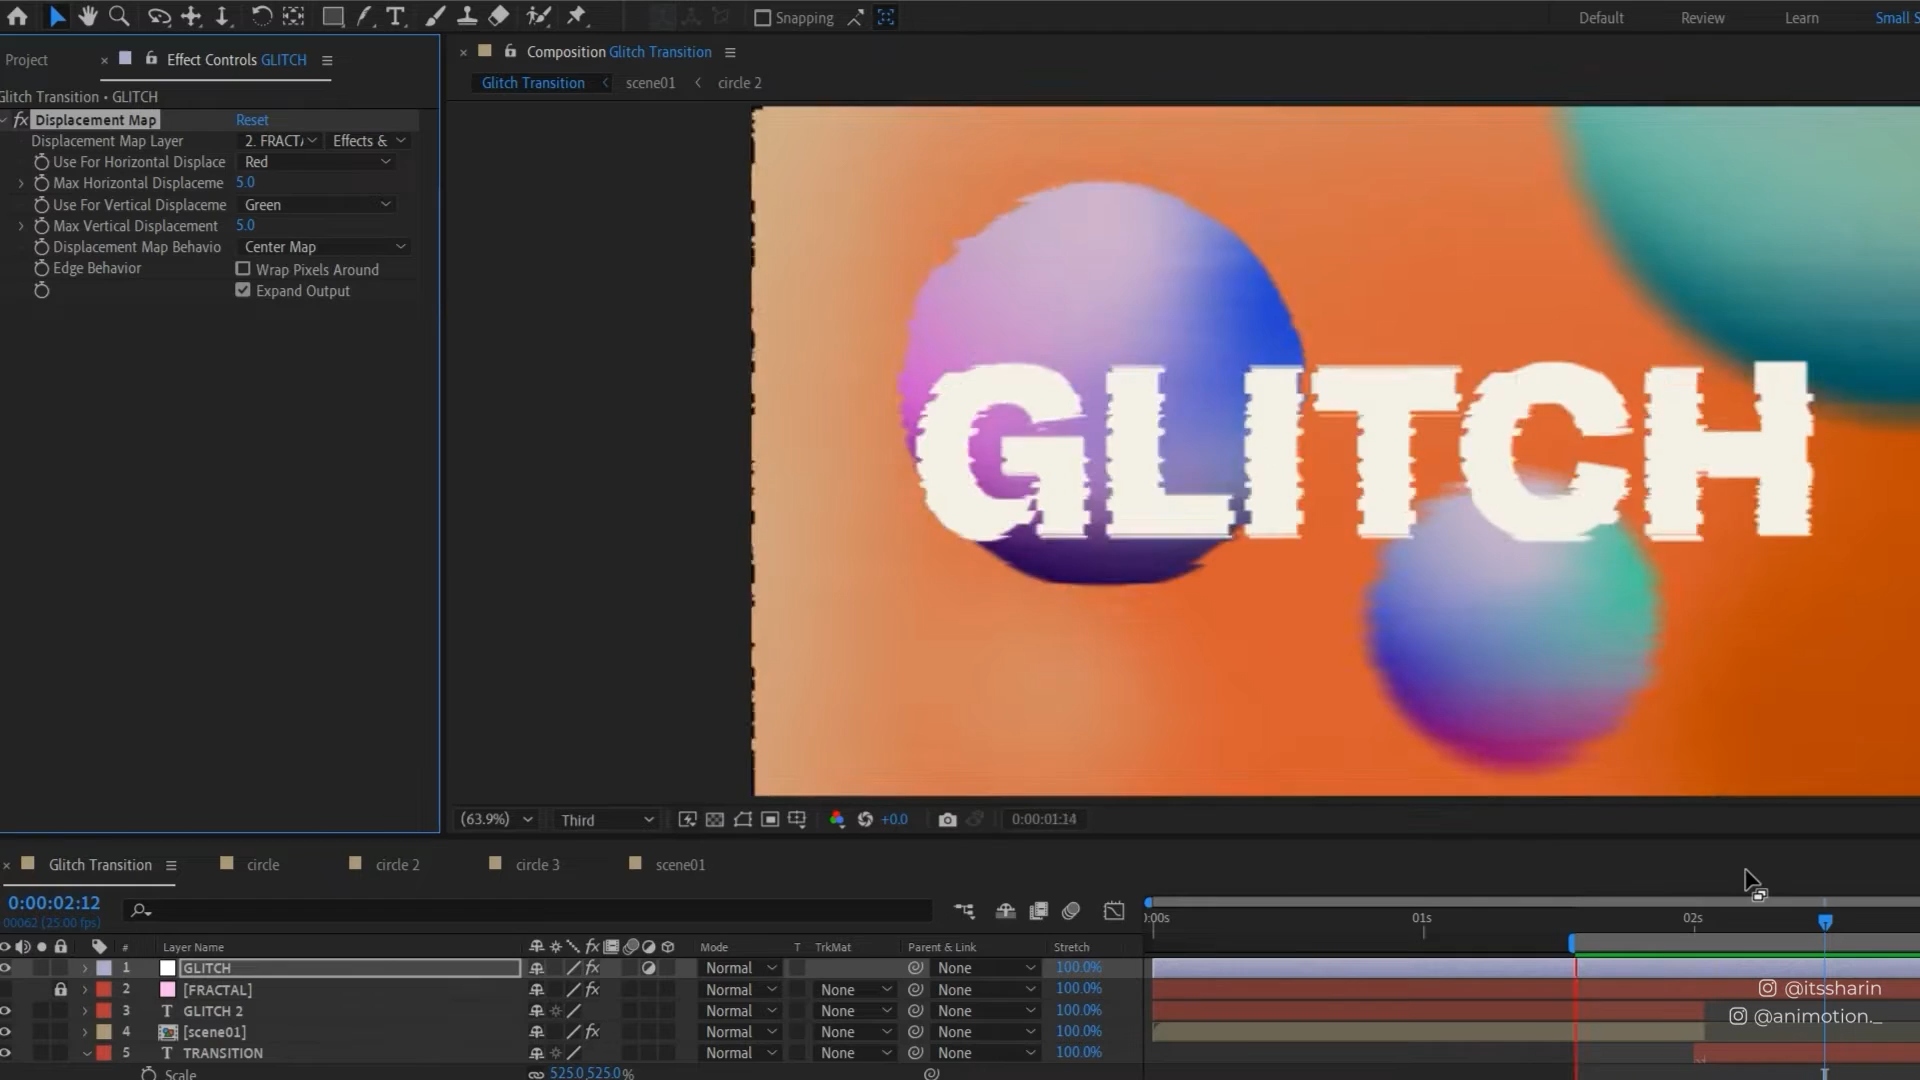 Snapping
Default
Review
Learn
Small S
Project
× Effect Controls GLITCH
× Composition Glitch Transition
Glitch Transition < scene01 < circle 2
Glitch Transition • GLITCH
fx Displacement Map Reset
Displacement Map Layer 2. FRACT Effects &
Use For Horizontal Displace Red
Max Horizontal Displaceme 5.0
Use For Vertical Displaceme Green
Max Vertical Displacement 5.0
Displacement Map Behavio Center Map
Edge Behavior Wrap Pixels Around
Expand Output
GLITCH
(63.9%) Third +0.0 0:00:01:14
× Glitch Transition circle circle 2 circle 3 scene01
0:00:02:12
00062 (25.00 fps)
0:00s 01s 02s
# Layer Name fx Mode T TrkMat Parent & Link Stretch
1 GLITCH fx Normal None 100.0%
2 [FRACTAL] fx Normal None None 100.0%
3 T GLITCH 2 Normal None None 100.0%
4 [scene01] fx Normal None None 100.0%
5 T TRANSITION Normal None None 100.0%
Scale 525.0,525.0%
@itssharin
@animotion._